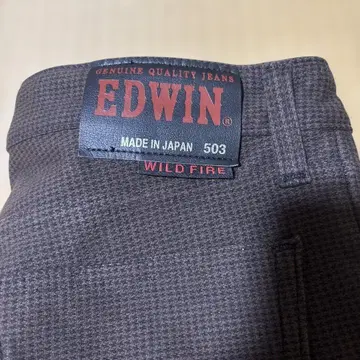 GENUINE QUALITY JEANS
EDWIN®
MADE IN JAPAN 503
WILD FIRE